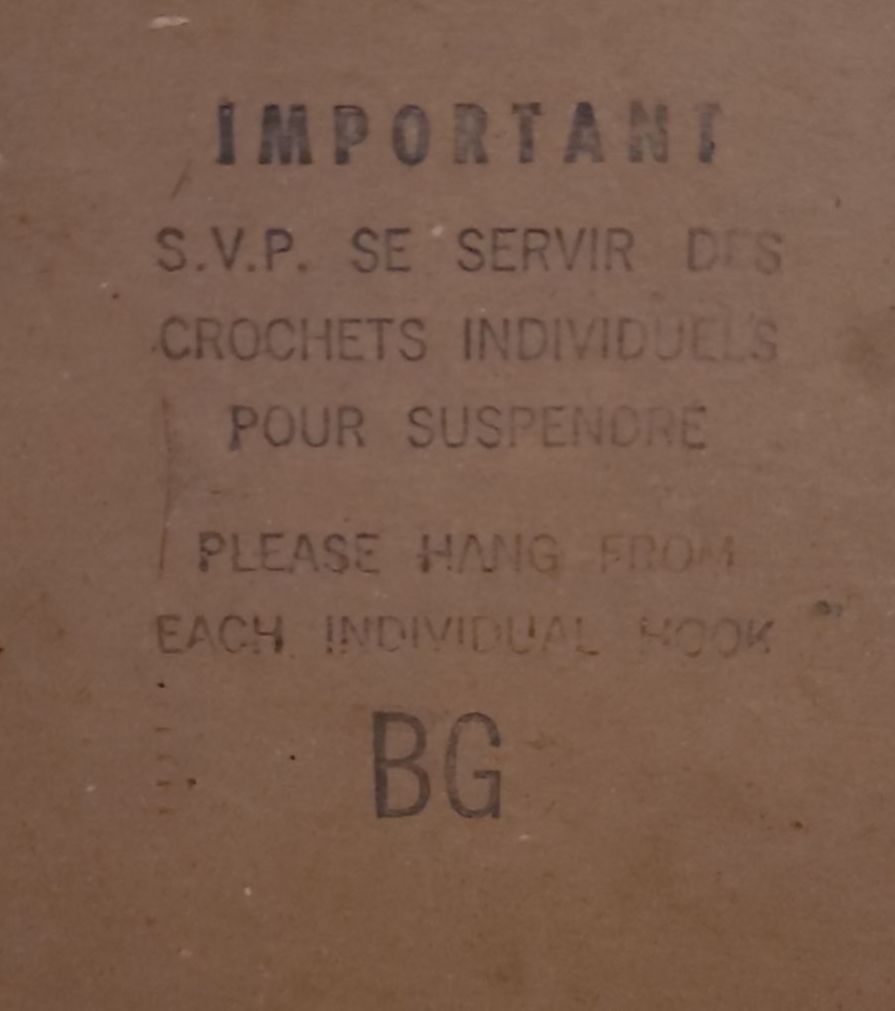 IMPORTANT
S.V.P. SE SERVIR DES
CROCHETS INDIVIDUELS
POUR SUSPENDRE
PLEASE HANG FROM
EACH INDIVIDUAL HOOK
BG